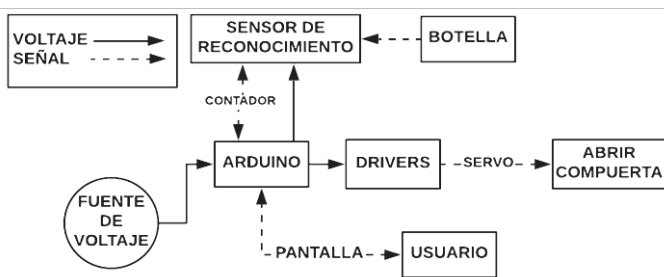 VOLTAJE
SEÑAL
SENSOR DE
RECONOCIMIENTO
BOTELLA
CONTADOR
ARDUINO
DRIVERS
SERVO
ABRIR
COMPUERTA
FUENTE
DE
VOLTAJE
PANTALLA
USUARIO